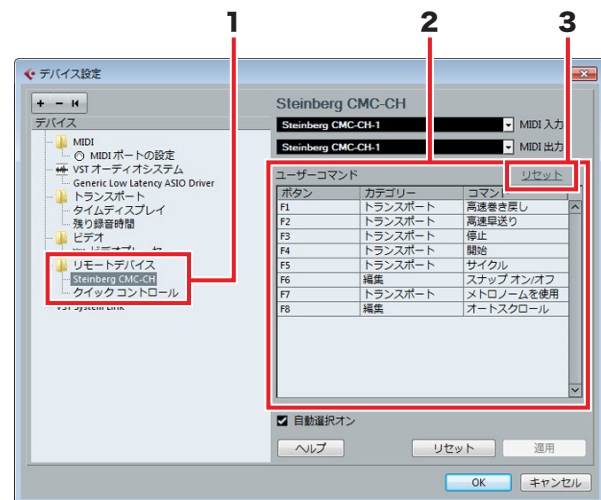 1 2 3
デバイス設定
+ - Steinberg CMC-CH
デバイス
Steinberg CMC-CH-1 MIDI 入力
Steinberg CMC-CH-1 MIDI 出力
MIDI
MIDI ポートの設定
VST オーディオシステム
Generic Low Latency ASIO Driver
トランスポート
タイムディスプレイ
残り録音時間
ビデオ
リモートデバイス
Steinberg CMC-CH
クイック コントロール
VST System Link
ユーザーコマンド リセット
ボタン カテゴリー コマンド
F1 トランスポート 高速巻き戻し
F2 トランスポート 高速早送り
F3 トランスポート 停止
F4 トランスポート 開始
F5 トランスポート サイクル
F6 編集 スナップ オン/オフ
F7 トランスポート メトロノームを使用
F8 編集 オートスクロール
自動選択オン
ヘルプ リセット 適用
OK キャンセル